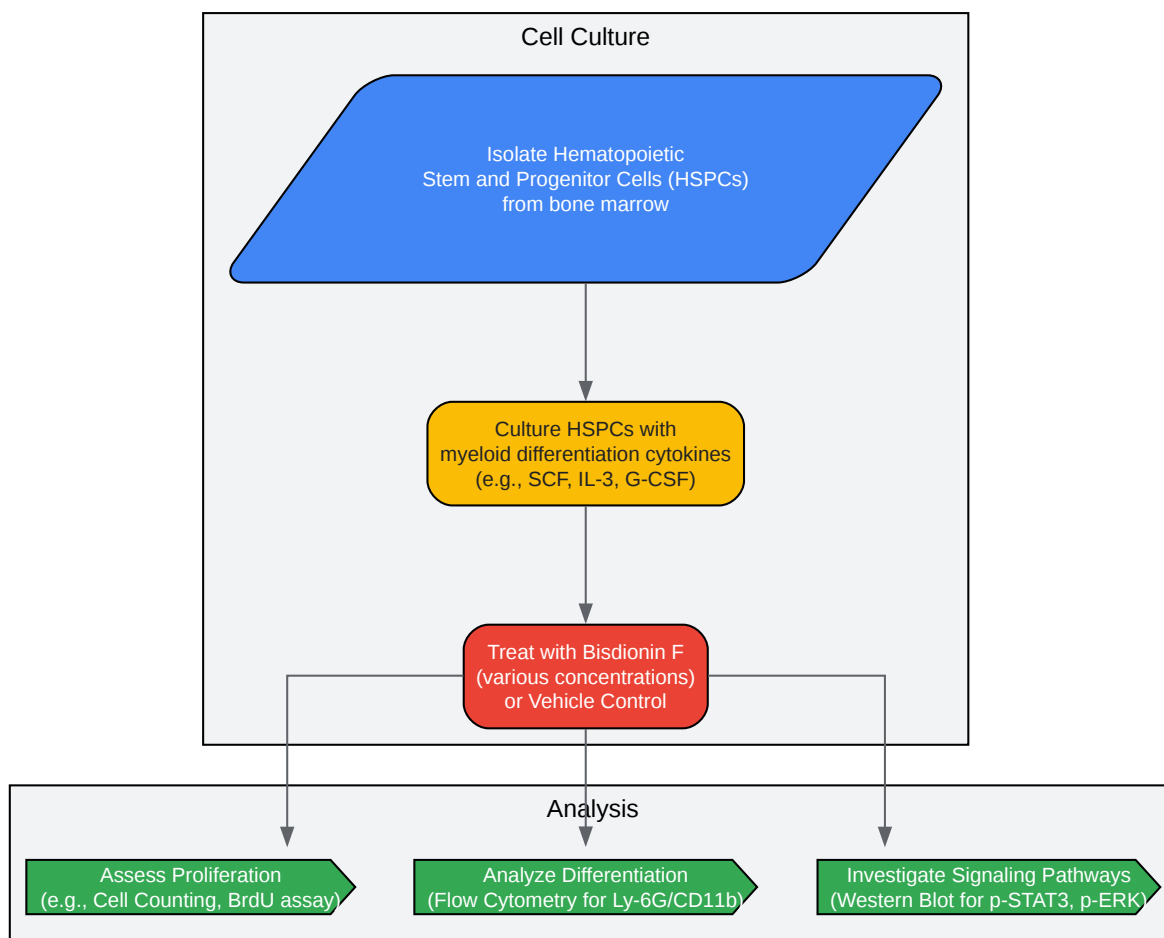 Cell Culture
Isolate Hematopoietic
Stem and Progenitor Cells (HSPCs)
from bone marrow
Culture HSPCs with
myeloid differentiation cytokines
(e.g., SCF, IL-3, G-CSF)
Treat with Bisdionin F
(various concentrations)
or Vehicle Control
Analysis
Assess Proliferation
(e.g., Cell Counting, BrdU assay)
Analyze Differentiation
(Flow Cytometry for Ly-6G/CD11b)
Investigate Signaling Pathways
(Western Blot for p-STAT3, p-ERK)